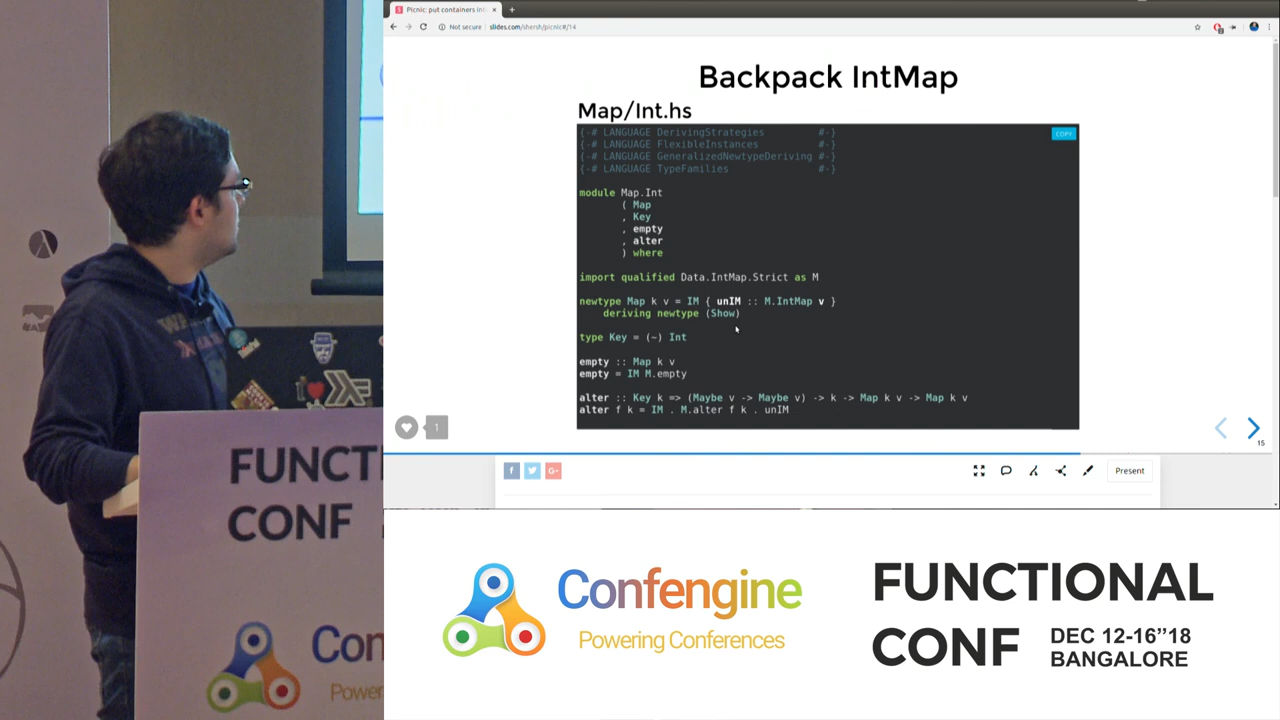 Picnic: put containers int
Not secure | slides.com/shersh/picnic#/14
Backpack IntMap
Map/Int.hs
COPY
{-# LANGUAGE DerivingStrategies #-}
{-# LANGUAGE FlexibleInstances #-}
{-# LANGUAGE GeneralizedNewtypeDeriving #-}
{-# LANGUAGE TypeFamilies #-}
module Map.Int
( Map
, Key
, empty
, alter
) where
import qualified Data.IntMap.Strict as M
newtype Map k v = IM { unIM :: M.IntMap v }
deriving newtype (Show)
type Key = (~) Int
empty :: Map k v
empty = IM M.empty
alter :: Key k => (Maybe v -> Maybe v) -> k -> Map k v -> Map k v
alter f k = IM . M.alter f k . unIM
1
15
Present
FUNCTI
CONF
Con
Power
Confengine
Powering Conferences
FUNCTIONAL
CONF
DEC 12-16”18
BANGALORE